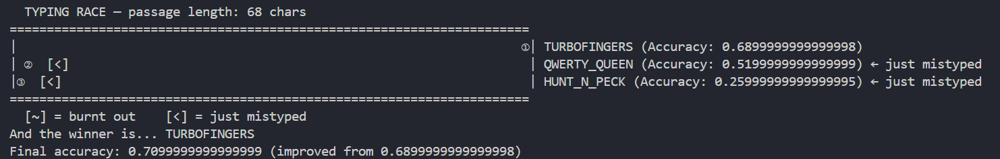 TYPING RACE — passage length: 68 chars
======================================================================
|                                                                    ①| TURBOFINGERS (Accuracy: 0.6899999999999998)
| ②  [<]                                                              | QWERTY_QUEEN (Accuracy: 0.5199999999999999) ← just mistyped
|③  [<]                                                               | HUNT_N_PECK (Accuracy: 0.25999999999999995) ← just mistyped
======================================================================
[~] = burnt out    [<] = just mistyped
And the winner is... TURBOFINGERS
Final accuracy: 0.7099999999999999 (improved from 0.6899999999999998)